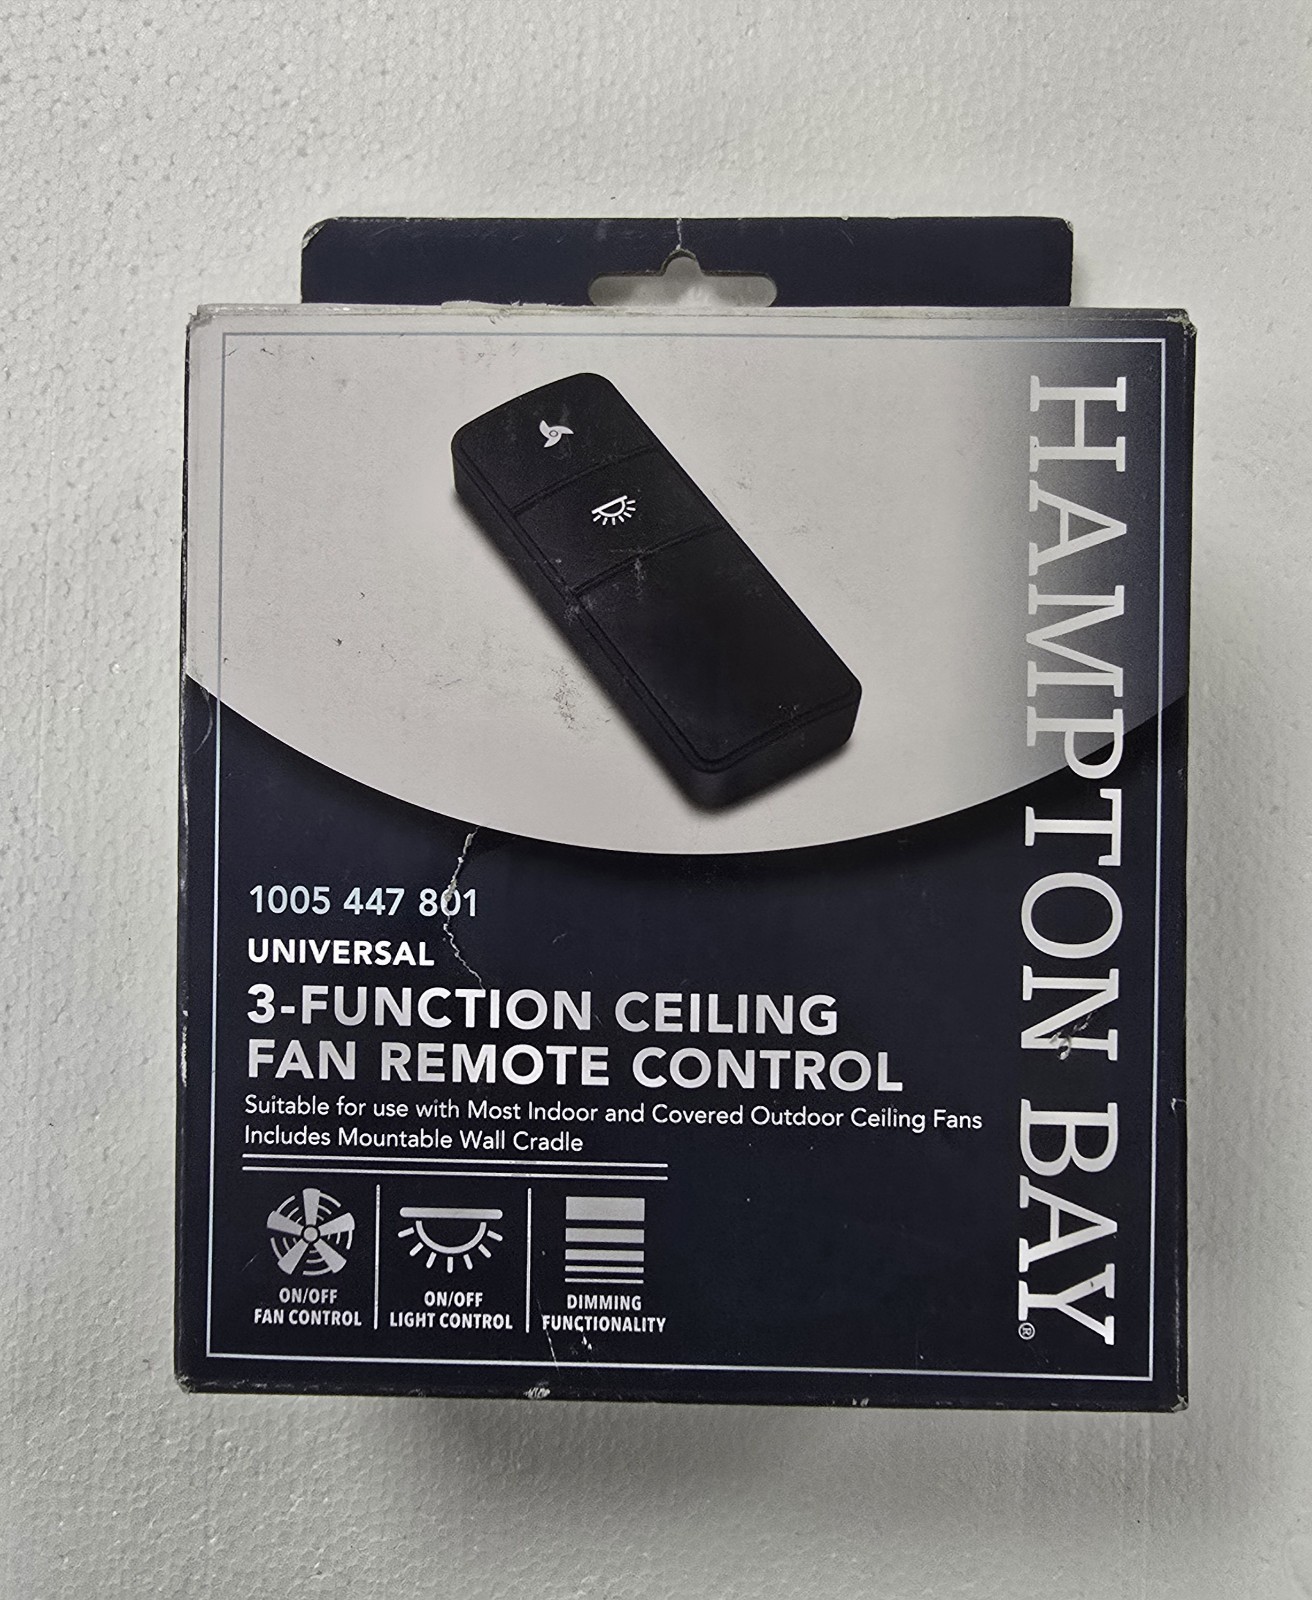 HAMPTON BAY®
1005 447 801
UNIVERSAL
3-FUNCTION CEILING
FAN REMOTE CONTROL
Suitable for use with Most Indoor and Covered Outdoor Ceiling Fans
Includes Mountable Wall Cradle
ON/OFF
FAN CONTROL
ON/OFF
LIGHT CONTROL
DIMMING
FUNCTIONALITY